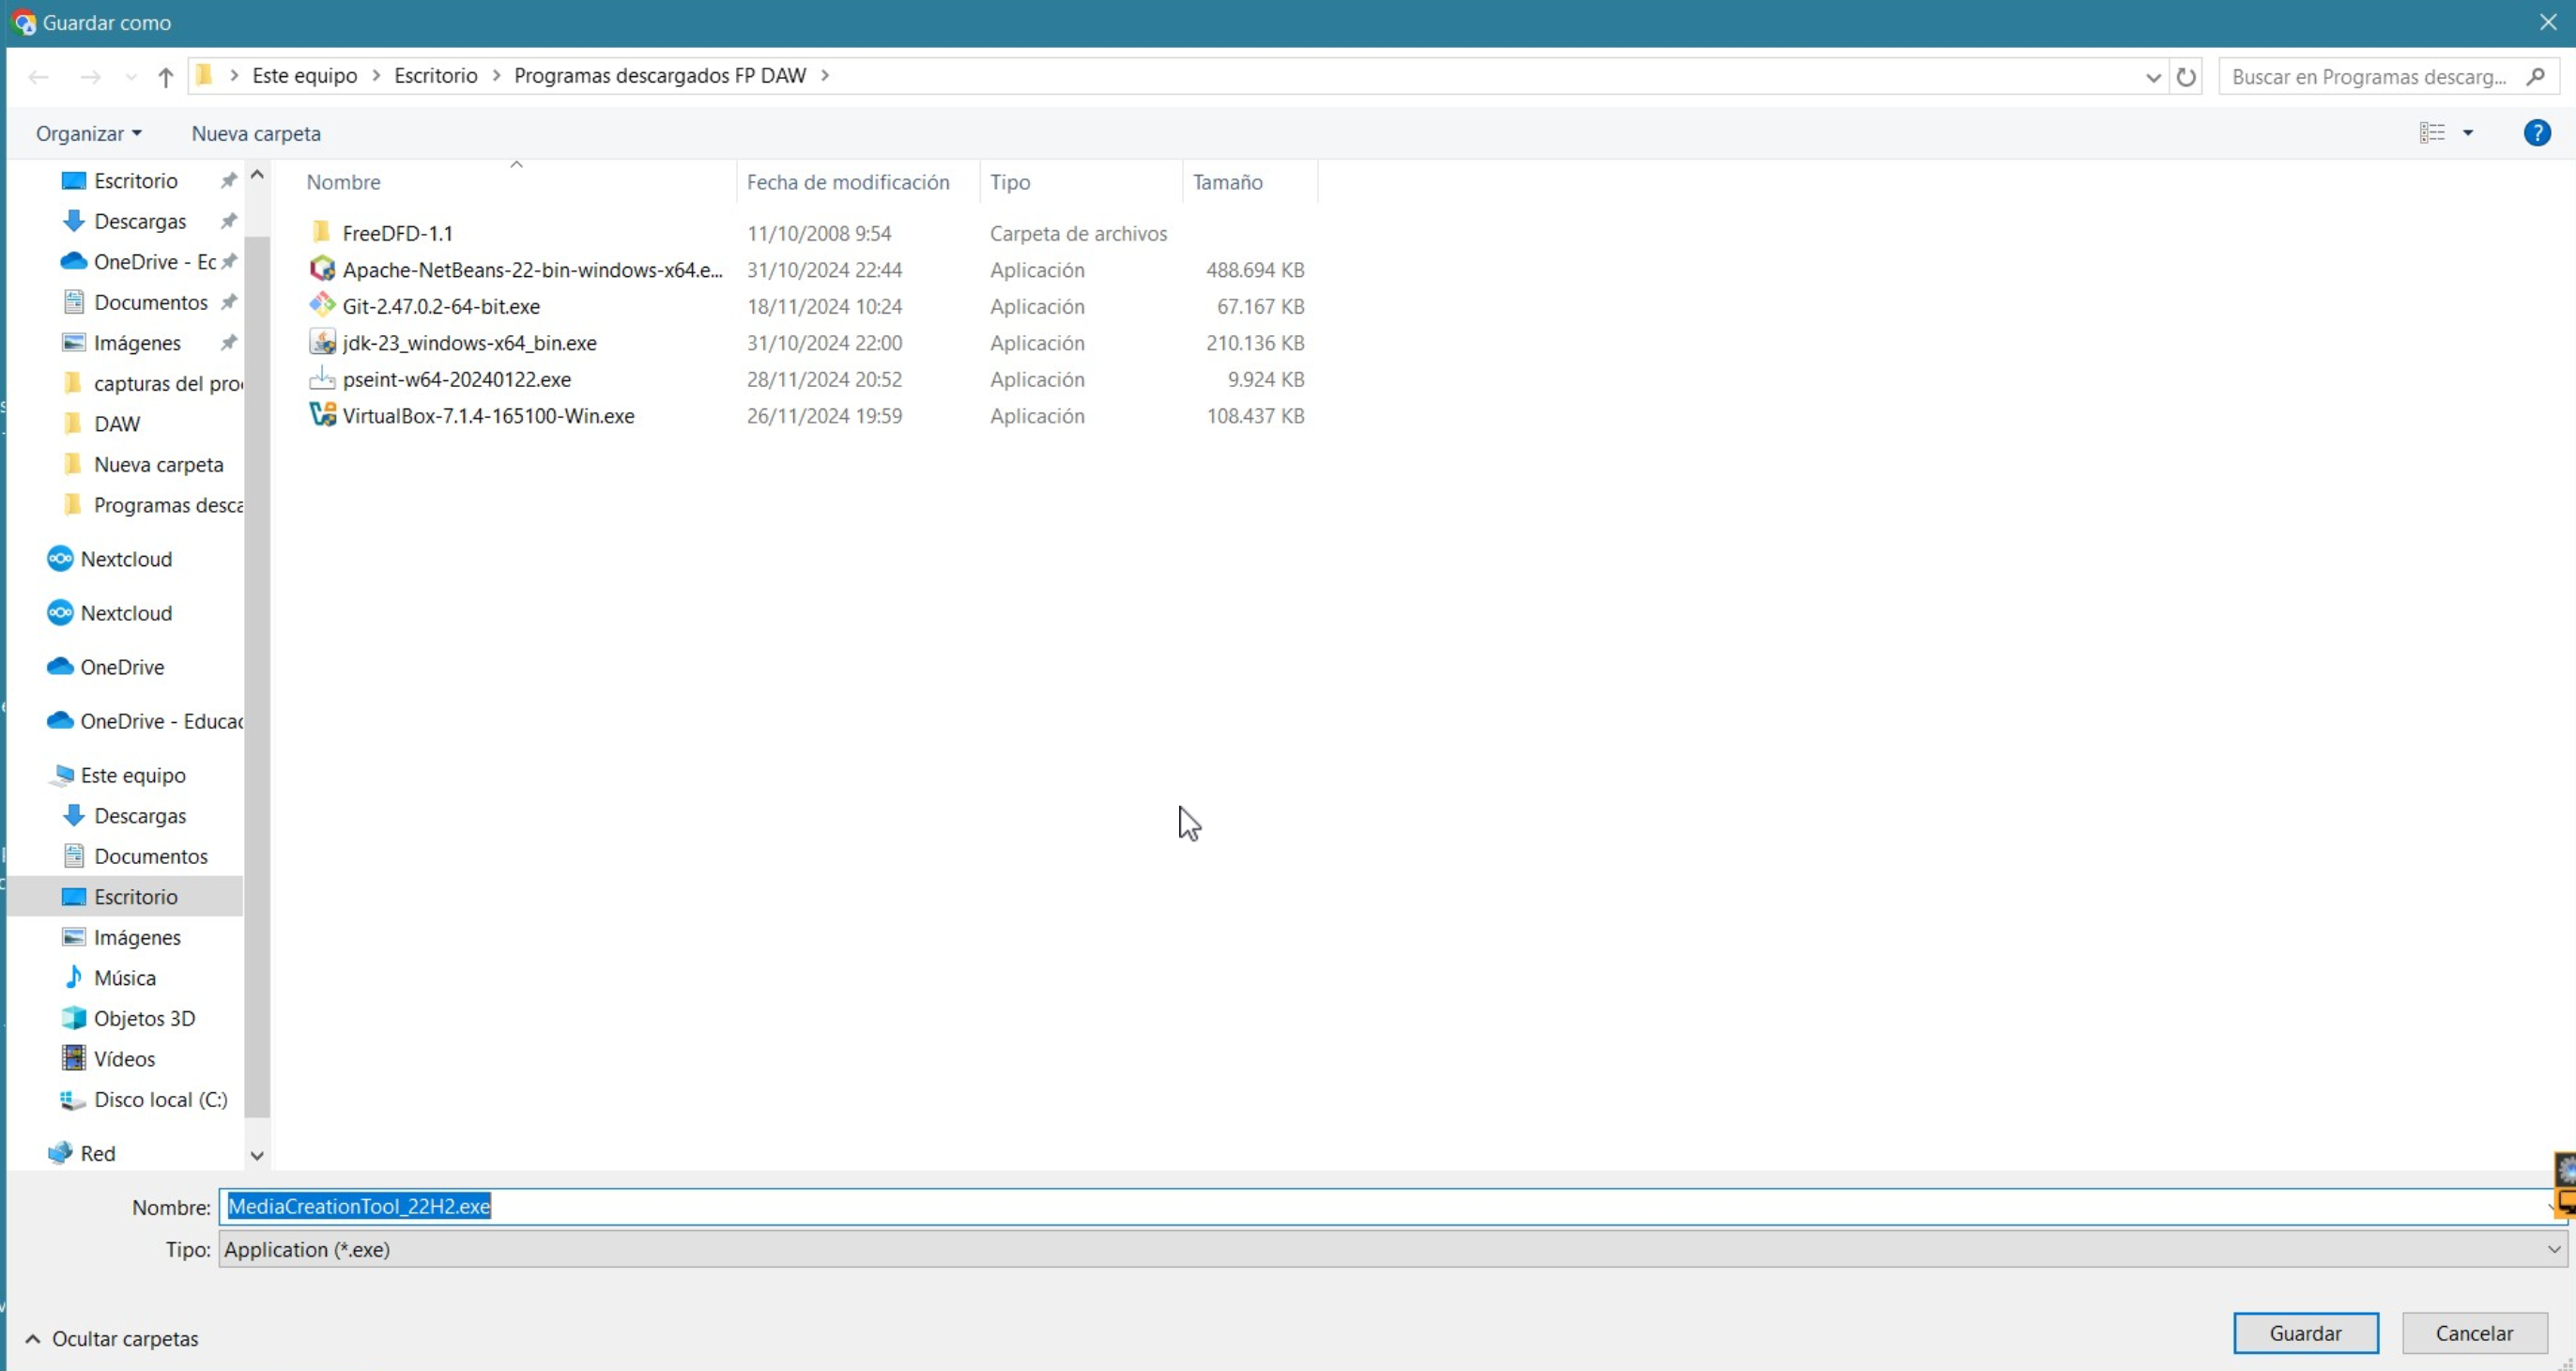 Guardar como
Este equipo > Escritorio > Programas descargados FP DAW >
Buscar en Programas descarg...
Organizar
Nueva carpeta
?
Nombre Fecha de modificación Tipo Tamaño
FreeDFD-1.1 11/10/2008 9:54 Carpeta de archivos
Apache-NetBeans-22-bin-windows-x64.e... 31/10/2024 22:44 Aplicación 488.694 KB
Git-2.47.0.2-64-bit.exe 18/11/2024 10:24 Aplicación 67.167 KB
jdk-23_windows-x64_bin.exe 31/10/2024 22:00 Aplicación 210.136 KB
pseint-w64-20240122.exe 28/11/2024 20:52 Aplicación 9.924 KB
VirtualBox-7.1.4-165100-Win.exe 26/11/2024 19:59 Aplicación 108.437 KB
Escritorio
Descargas
OneDrive - Ec
Documentos
Imágenes
capturas del pro
DAW
Nueva carpeta
Programas desca
Nextcloud
Nextcloud
OneDrive
OneDrive - Educac
Este equipo
Descargas
Documentos
Escritorio
Imágenes
Música
Objetos 3D
Vídeos
Disco local (C:)
Red
Nombre: MediaCreationTool_22H2.exe
Tipo: Application (*.exe)
Ocultar carpetas
Guardar
Cancelar